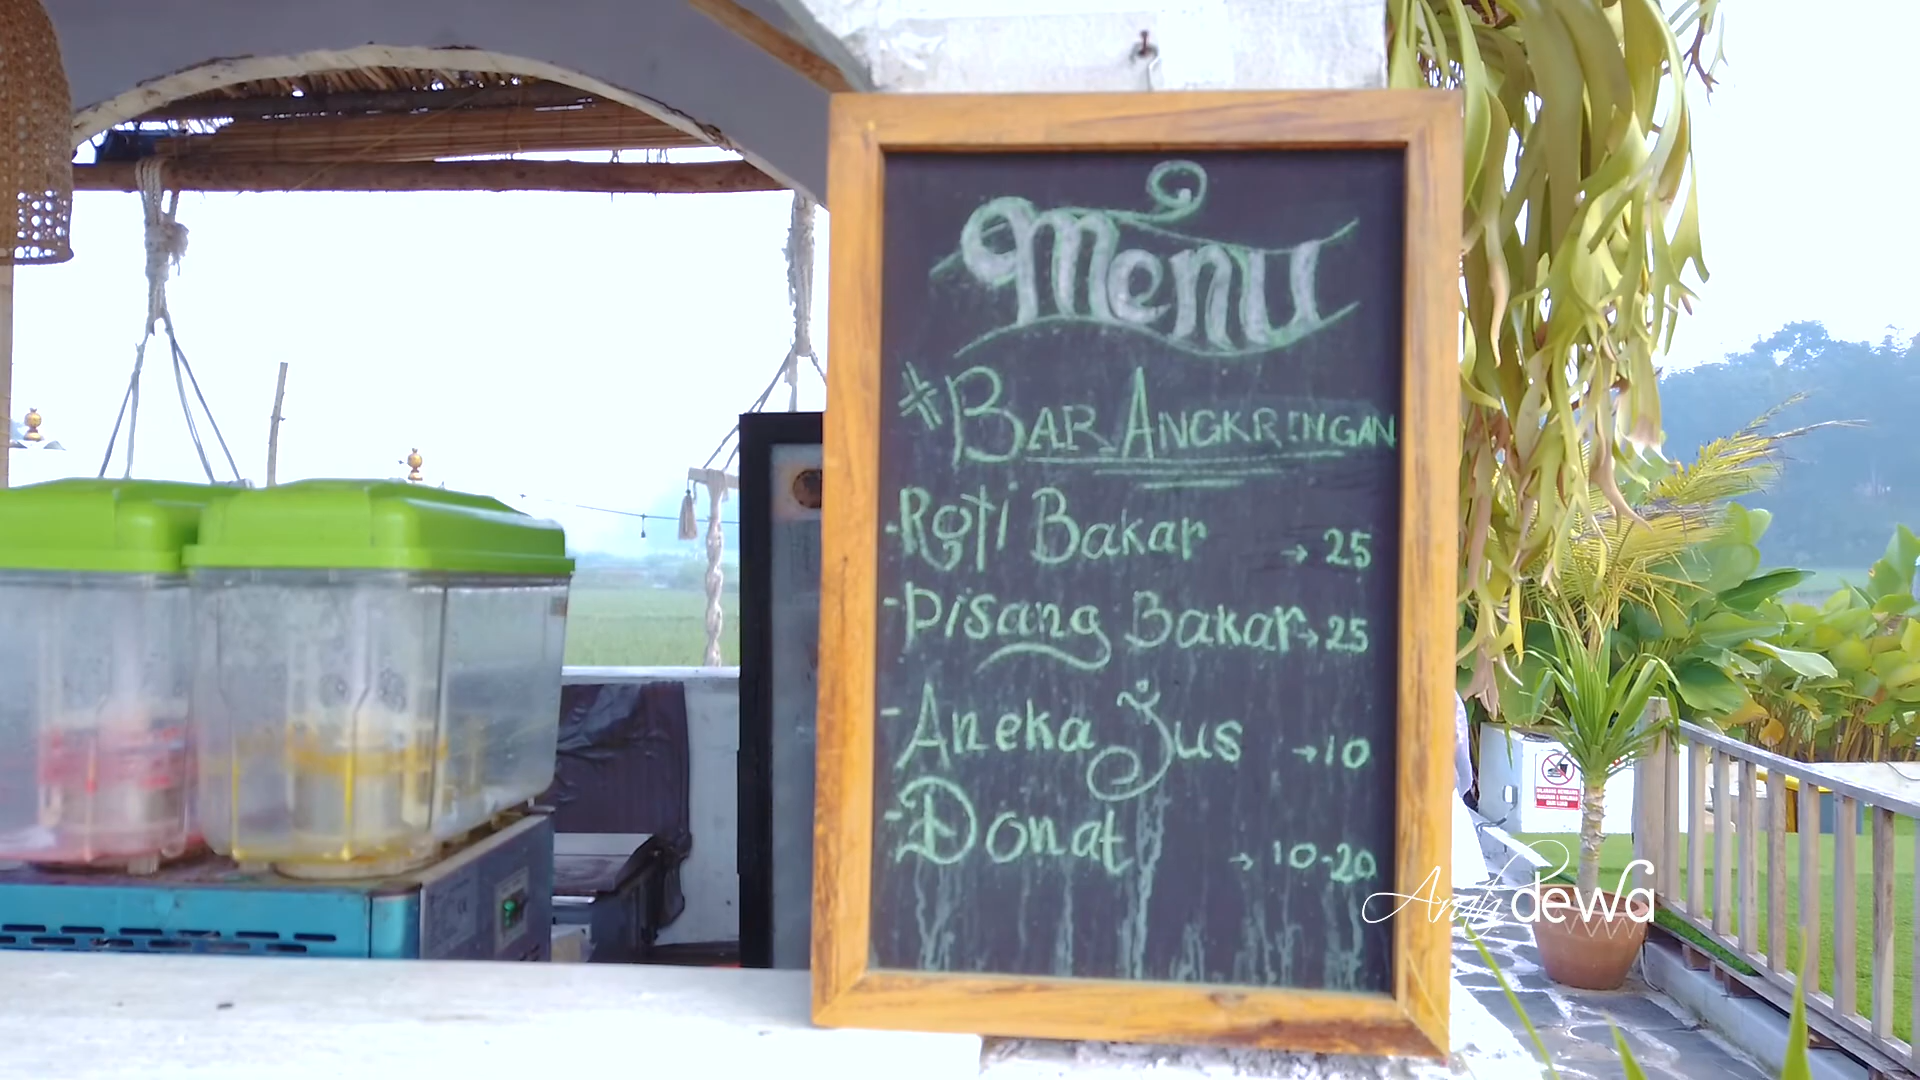 Menu
BAR ANGKRINGAN
-Roti Bakar → 25
-Pisang Bakar → 25
-Aneka Jus → 10
-Donat → 10-20
Arah dewa